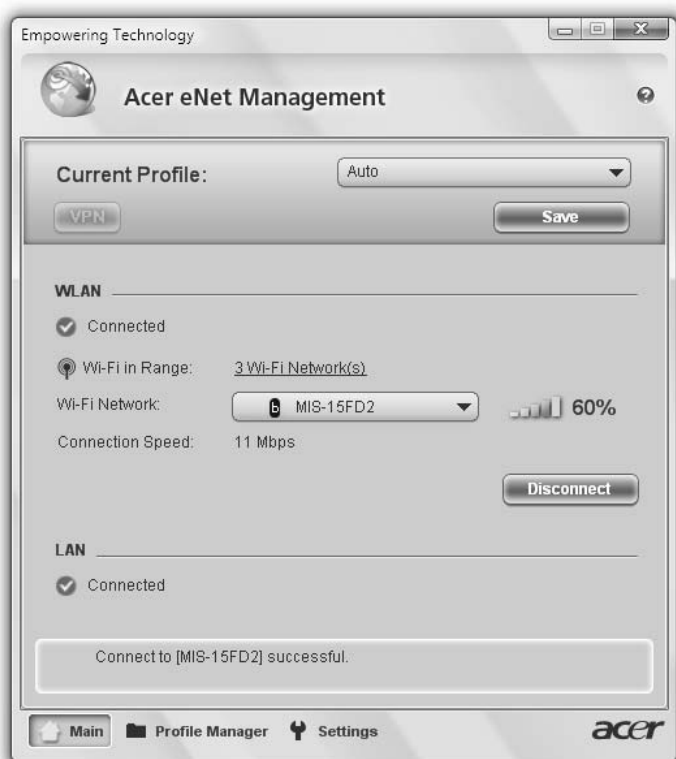 Empowering Technology
Acer eNet Management
Current Profile: Auto
VPN Save
WLAN
Connected
Wi-Fi in Range: 3 Wi-Fi Network(s)
Wi-Fi Network: b MIS-15FD2 60%
Connection Speed: 11 Mbps
Disconnect
LAN
Connected
Connect to [MIS-15FD2] successful.
Main Profile Manager Settings acer